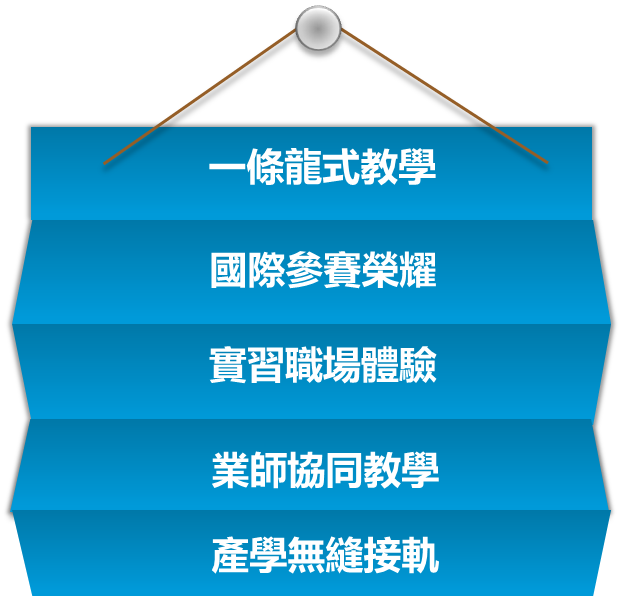 一條龍式教學
國際參賽榮耀
實習職場體驗
業師協同教學
產學無縫接軌